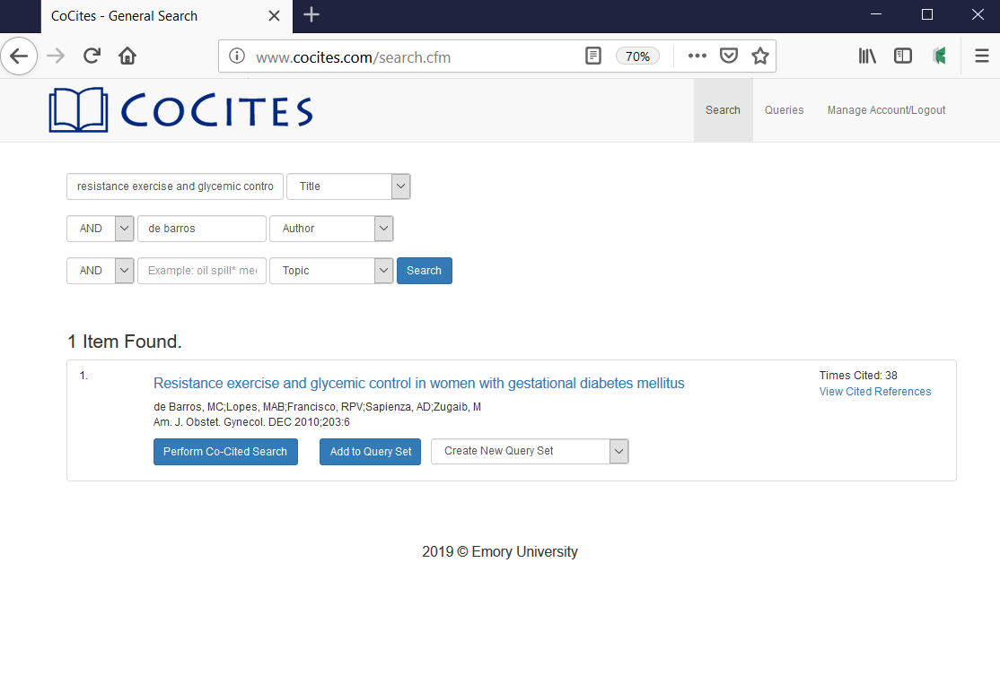 CoCites - General Search
www.cocites.com/search.cfm
70%
COCITES
Search
Queries
Manage Account/Logout
resistance exercise and glycemic contro
Title
AND
de barros
Author
AND
Example: oil spill* med
Topic
Search
1 Item Found.
1.
Resistance exercise and glycemic control in women with gestational diabetes mellitus
Times Cited: 38
View Cited References
de Barros, MC;Lopes, MAB;Francisco, RPV;Sapienza, AD;Zugaib, M
Am. J. Obstet. Gynecol. DEC 2010;203:6
Perform Co-Cited Search
Add to Query Set
Create New Query Set
2019 © Emory University